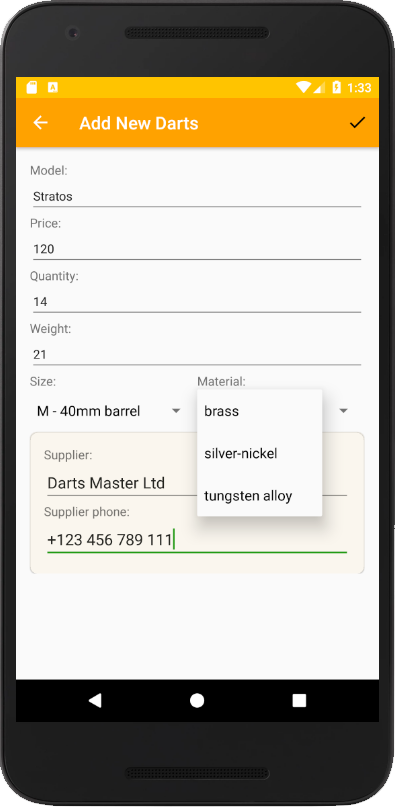 1:33
Add New Darts
Model:
Stratos
Price:
120
Quantity:
14
Weight:
21
Size:
Material:
M - 40mm barrel
brass
silver-nickel
tungsten alloy
Supplier:
Darts Master Ltd
Supplier phone:
+123 456 789 111